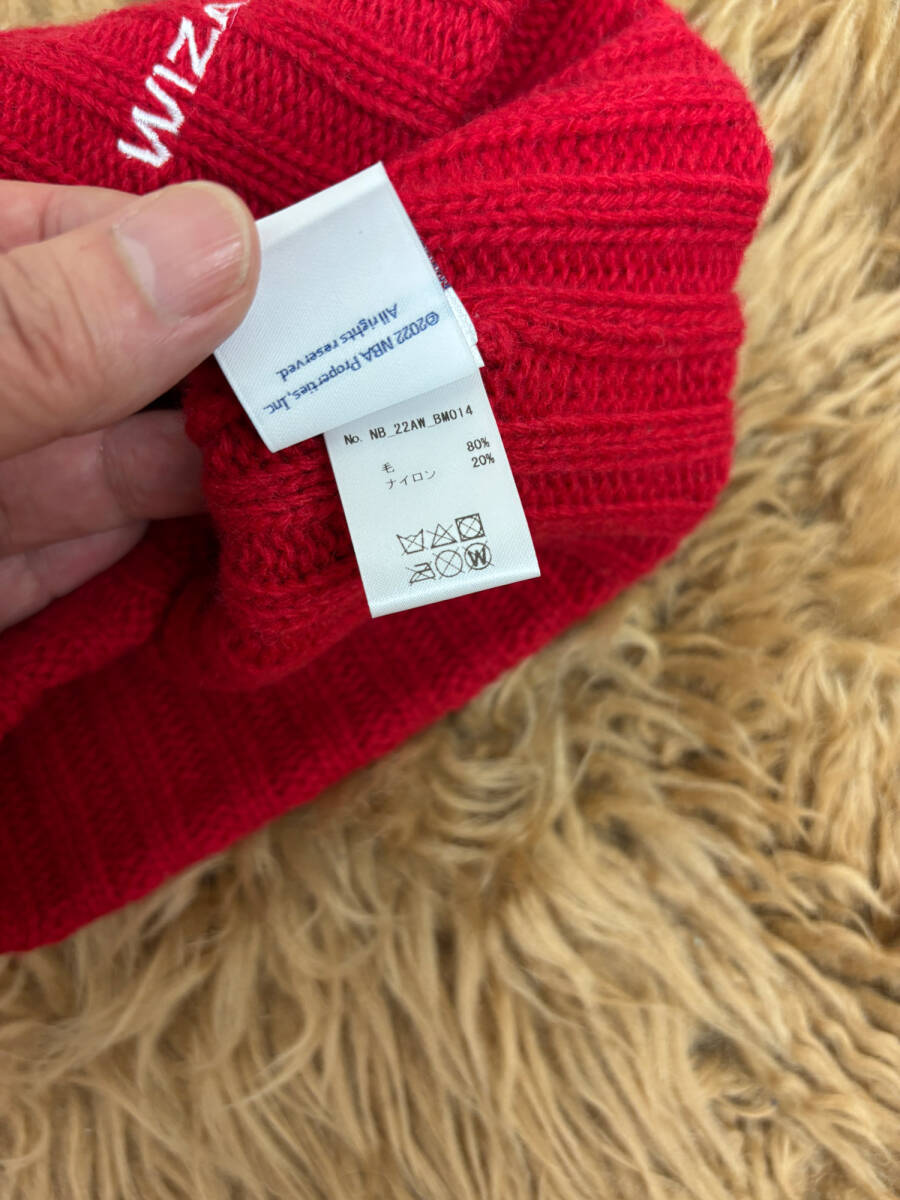 WIZA
©2022 NBA Properties, Inc.
All rights reserved.
No. NB_22AW_BM014
毛 80%
ナイロン 20%
W